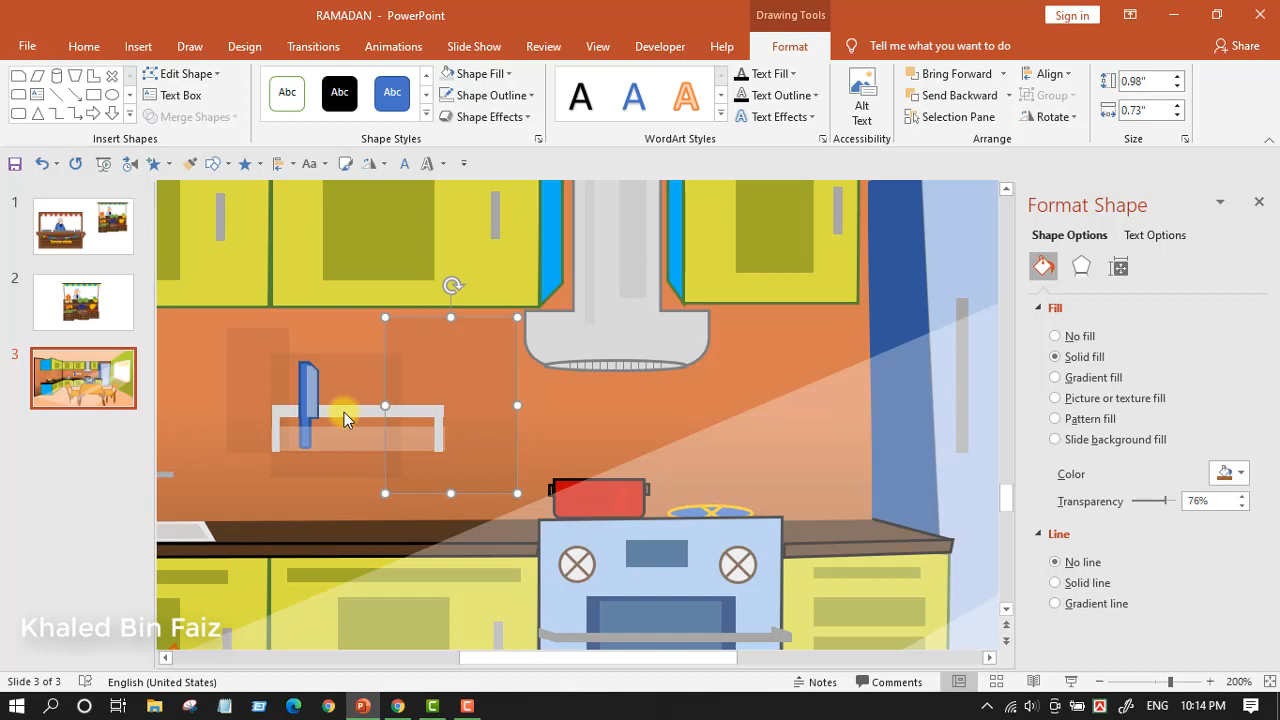 RAMADAN - PowerPoint
Drawing Tools
Sign in
File
Home
Insert
Draw
Design
Transitions
Animations
Slide Show
Review
View
Developer
Help
Format
Tell me what you want to do
Share
Edit Shape
Text Box
Merge Shapes
Insert Shapes
Abc
Abc
Abc
Shape Fill
Shape Outline
Shape Effects
Shape Styles
A
A
A
Text Fill
Text Outline
Text Effects
WordArt Styles
Alt
Text
Accessibility
Bring Forward
Send Backward
Selection Pane
Align
Group
Rotate
Arrange
0.98"
0.73"
Size
Aa
A
A
1
2
3
Format Shape
Shape Options
Text Options
Fill
No fill
Solid fill
Gradient fill
Picture or texture fill
Pattern fill
Slide background fill
Color
Transparency
76%
Line
No line
Solid line
Gradient line
Khaled Bin Faiz
Slide 3 of 3
English (United States)
Notes
Comments
200%
10:14 PM